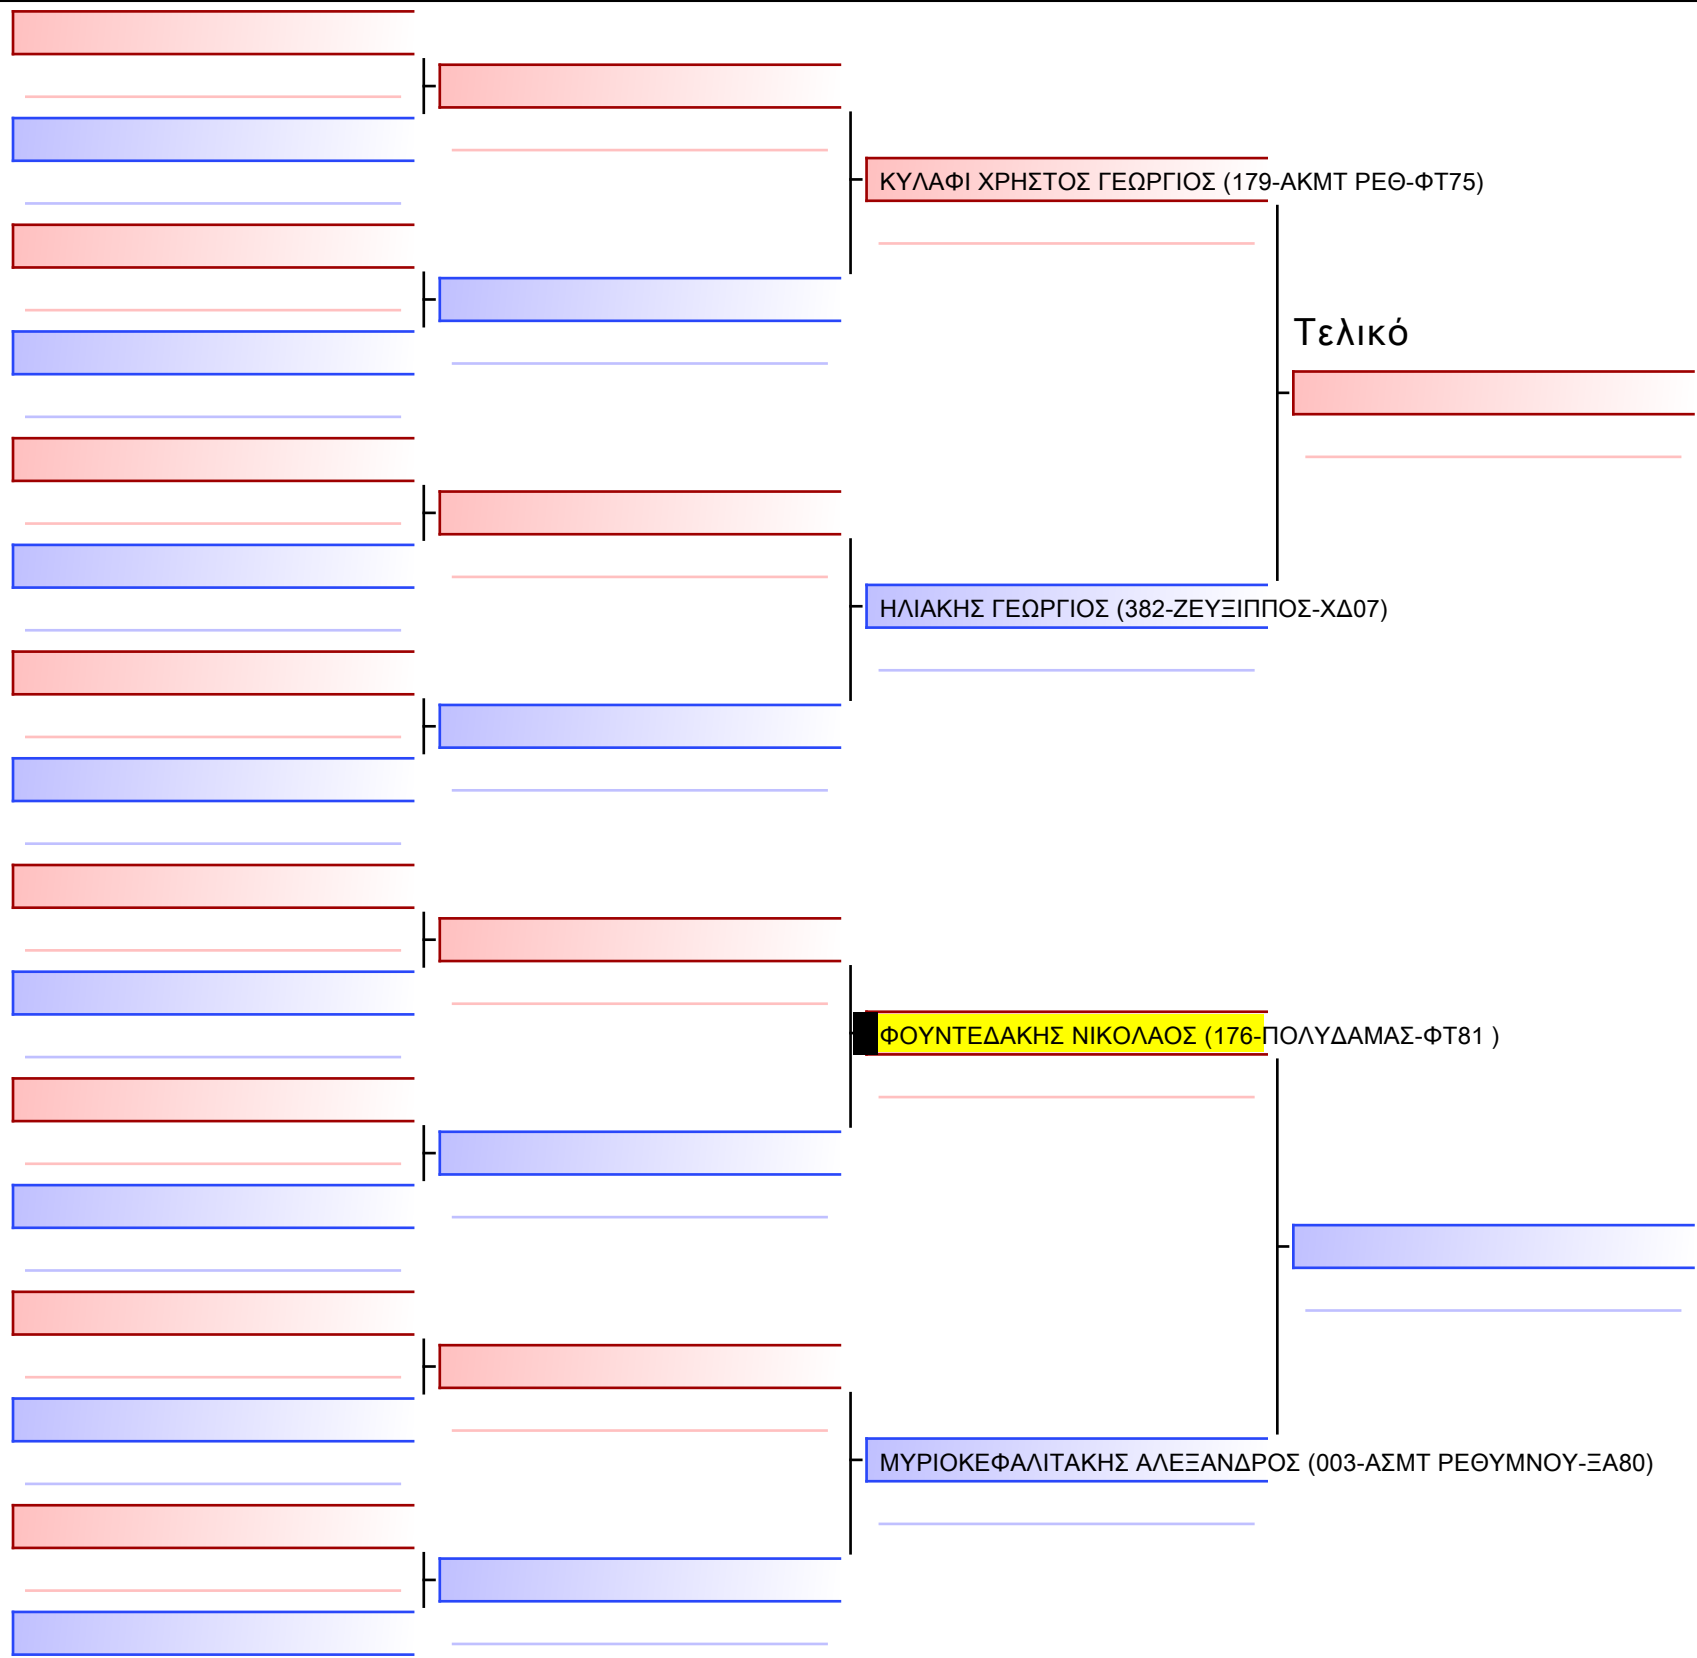 ΚΥΛΑΦΙ ΧΡΗΣΤΟΣ ΓΕΩΡΓΙΟΣ (179-ΑΚΜΤ ΡΕΘ-ΦΤ75)
Τελικό
ΗΛΙΑΚΗΣ ΓΕΩΡΓΙΟΣ (382-ΖΕΥΞΙΠΠΟΣ-ΧΔ07)
ΦΟΥΝΤΕΔΑΚΗΣ ΝΙΚΟΛΑΟΣ (176-ΠΟΛΥΔΑΜΑΣ-ΦΤ81 )
ΜΥΡΙΟΚΕΦΑΛΙΤΑΚΗΣ ΑΛΕΞΑΝΔΡΟΣ (003-ΑΣΜΤ ΡΕΘΥΜΝΟΥ-ΞΑ80)